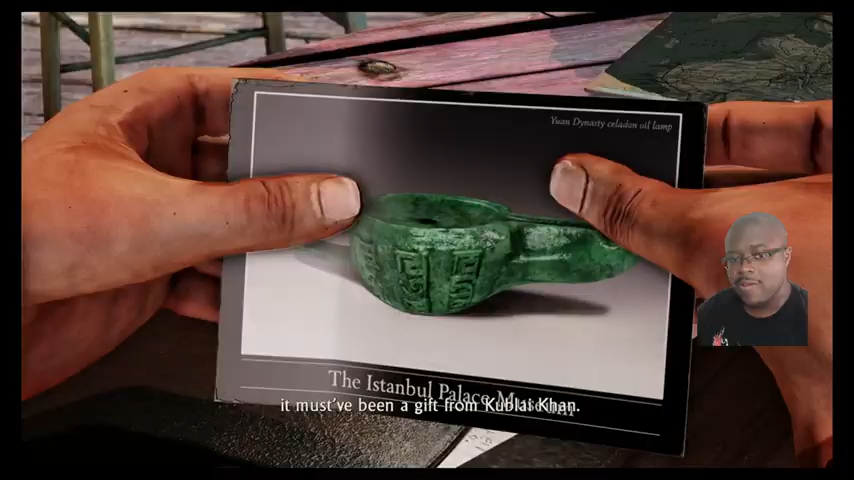 Yuan Dynasty celadon oil lamp
The Istanbul Palace Museum
it must've been a gift from Kublai Khan.